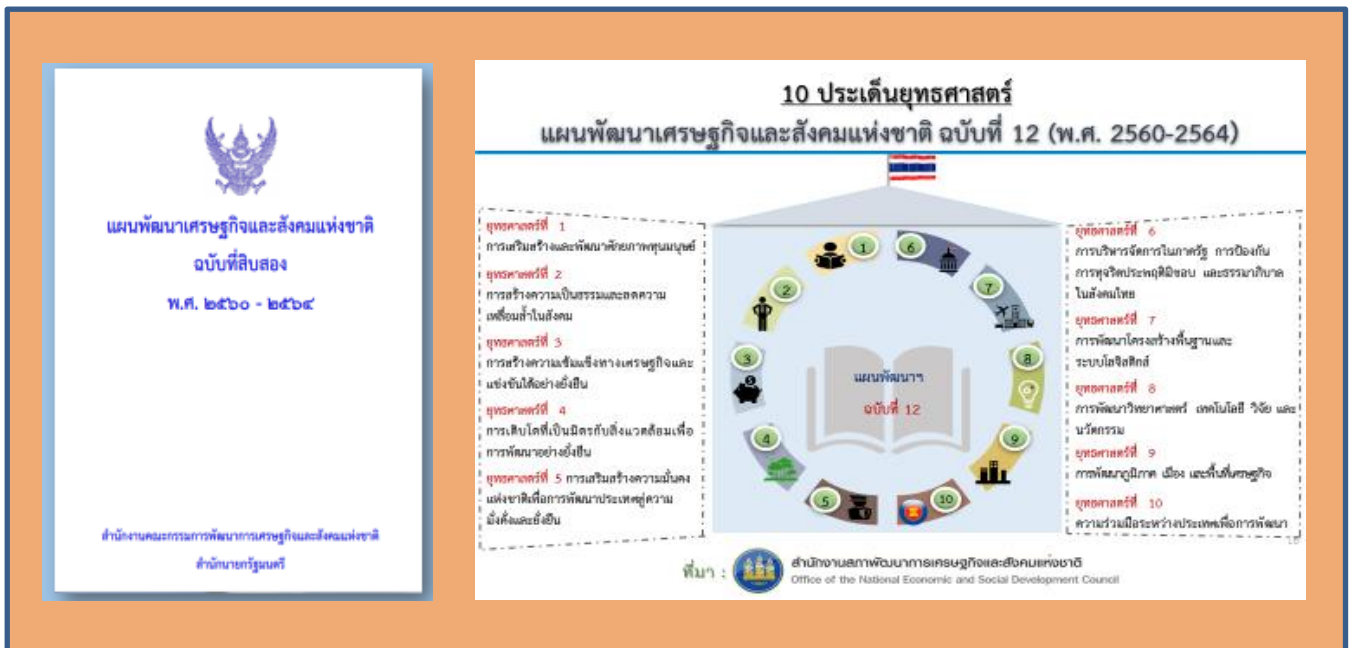 แผนพัฒนาเศรษฐกิจและสังคมแห่งชาติ
ฉบับที่สิบสอง
พ.ศ. ๒๕๖๐ - ๒๕๖๔
สำนักงานคณะกรรมการพัฒนาการเศรษฐกิจและสังคมแห่งชาติ
สำนักนายกรัฐมนตรี
10 ประเด็นยุทธศาสตร์
แผนพัฒนาเศรษฐกิจและสังคมแห่งชาติ ฉบับที่ 12 (พ.ศ. 2560-2564)
ยุทธศาสตร์ที่ 1
การเสริมสร้างและพัฒนาศักยภาพทุนมนุษย์
ยุทธศาสตร์ที่ 2
การสร้างความเป็นธรรมและลดความ
เหลื่อมล้ำในสังคม
ยุทธศาสตร์ที่ 3
การสร้างความเข้มแข็งทางเศรษฐกิจและ
แข่งขันได้อย่างยั่งยืน
ยุทธศาสตร์ที่ 4
การเติบโตที่เป็นมิตรกับสิ่งแวดล้อมเพื่อ
การพัฒนาอย่างยั่งยืน
ยุทธศาสตร์ที่ 5 การเสริมสร้างความมั่นคง
แห่งชาติเพื่อการพัฒนาประเทศสู่ความ
มั่งคั่งและยั่งยืน
1
2
3
4
5
6
7
8
9
10
แผนพัฒนาฯ
ฉบับที่ 12
ยุทธศาสตร์ที่ 6
การบริหารจัดการในภาครัฐ การป้องกัน
การทุจริตประพฤติมิชอบ และธรรมาภิบาล
ในสังคมไทย
ยุทธศาสตร์ที่ 7
การพัฒนาโครงสร้างพื้นฐานและ
ระบบโลจิสติกส์
ยุทธศาสตร์ที่ 8
การพัฒนาวิทยาศาสตร์ เทคโนโลยี วิจัย และ
นวัตกรรม
ยุทธศาสตร์ที่ 9
การพัฒนาภูมิภาค เมือง และพื้นที่เศรษฐกิจ
ยุทธศาสตร์ที่ 10
ความร่วมมือระหว่างประเทศเพื่อการพัฒนา
ที่มา :
สำนักงานสภาพัฒนาการเศรษฐกิจและสังคมแห่งชาติ
Office of the National Economic and Social Development Council